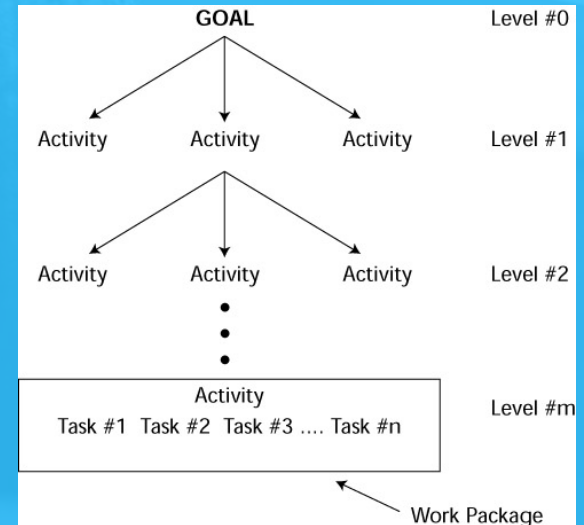 GOAL Level #0
Activity Activity Activity Level #1
Activity Activity Activity Level #2
Activity
Level #m
Task #1 Task #2 Task #3 .... Task #n
Work Package